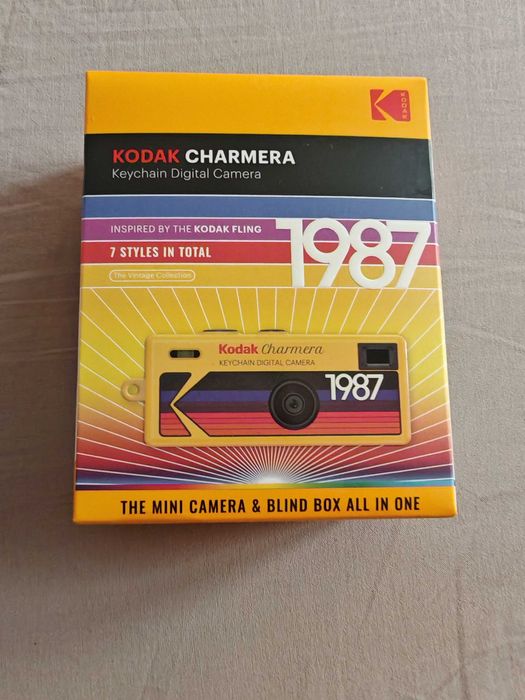 KODAK
KODAK CHARMERA
Keychain Digital Camera
INSPIRED BY THE KODAK FLING
1987
7 STYLES IN TOTAL
The Vintage Collection
Kodak Charmera
KEYCHAIN DIGITAL CAMERA
1987
THE MINI CAMERA & BLIND BOX ALL IN ONE